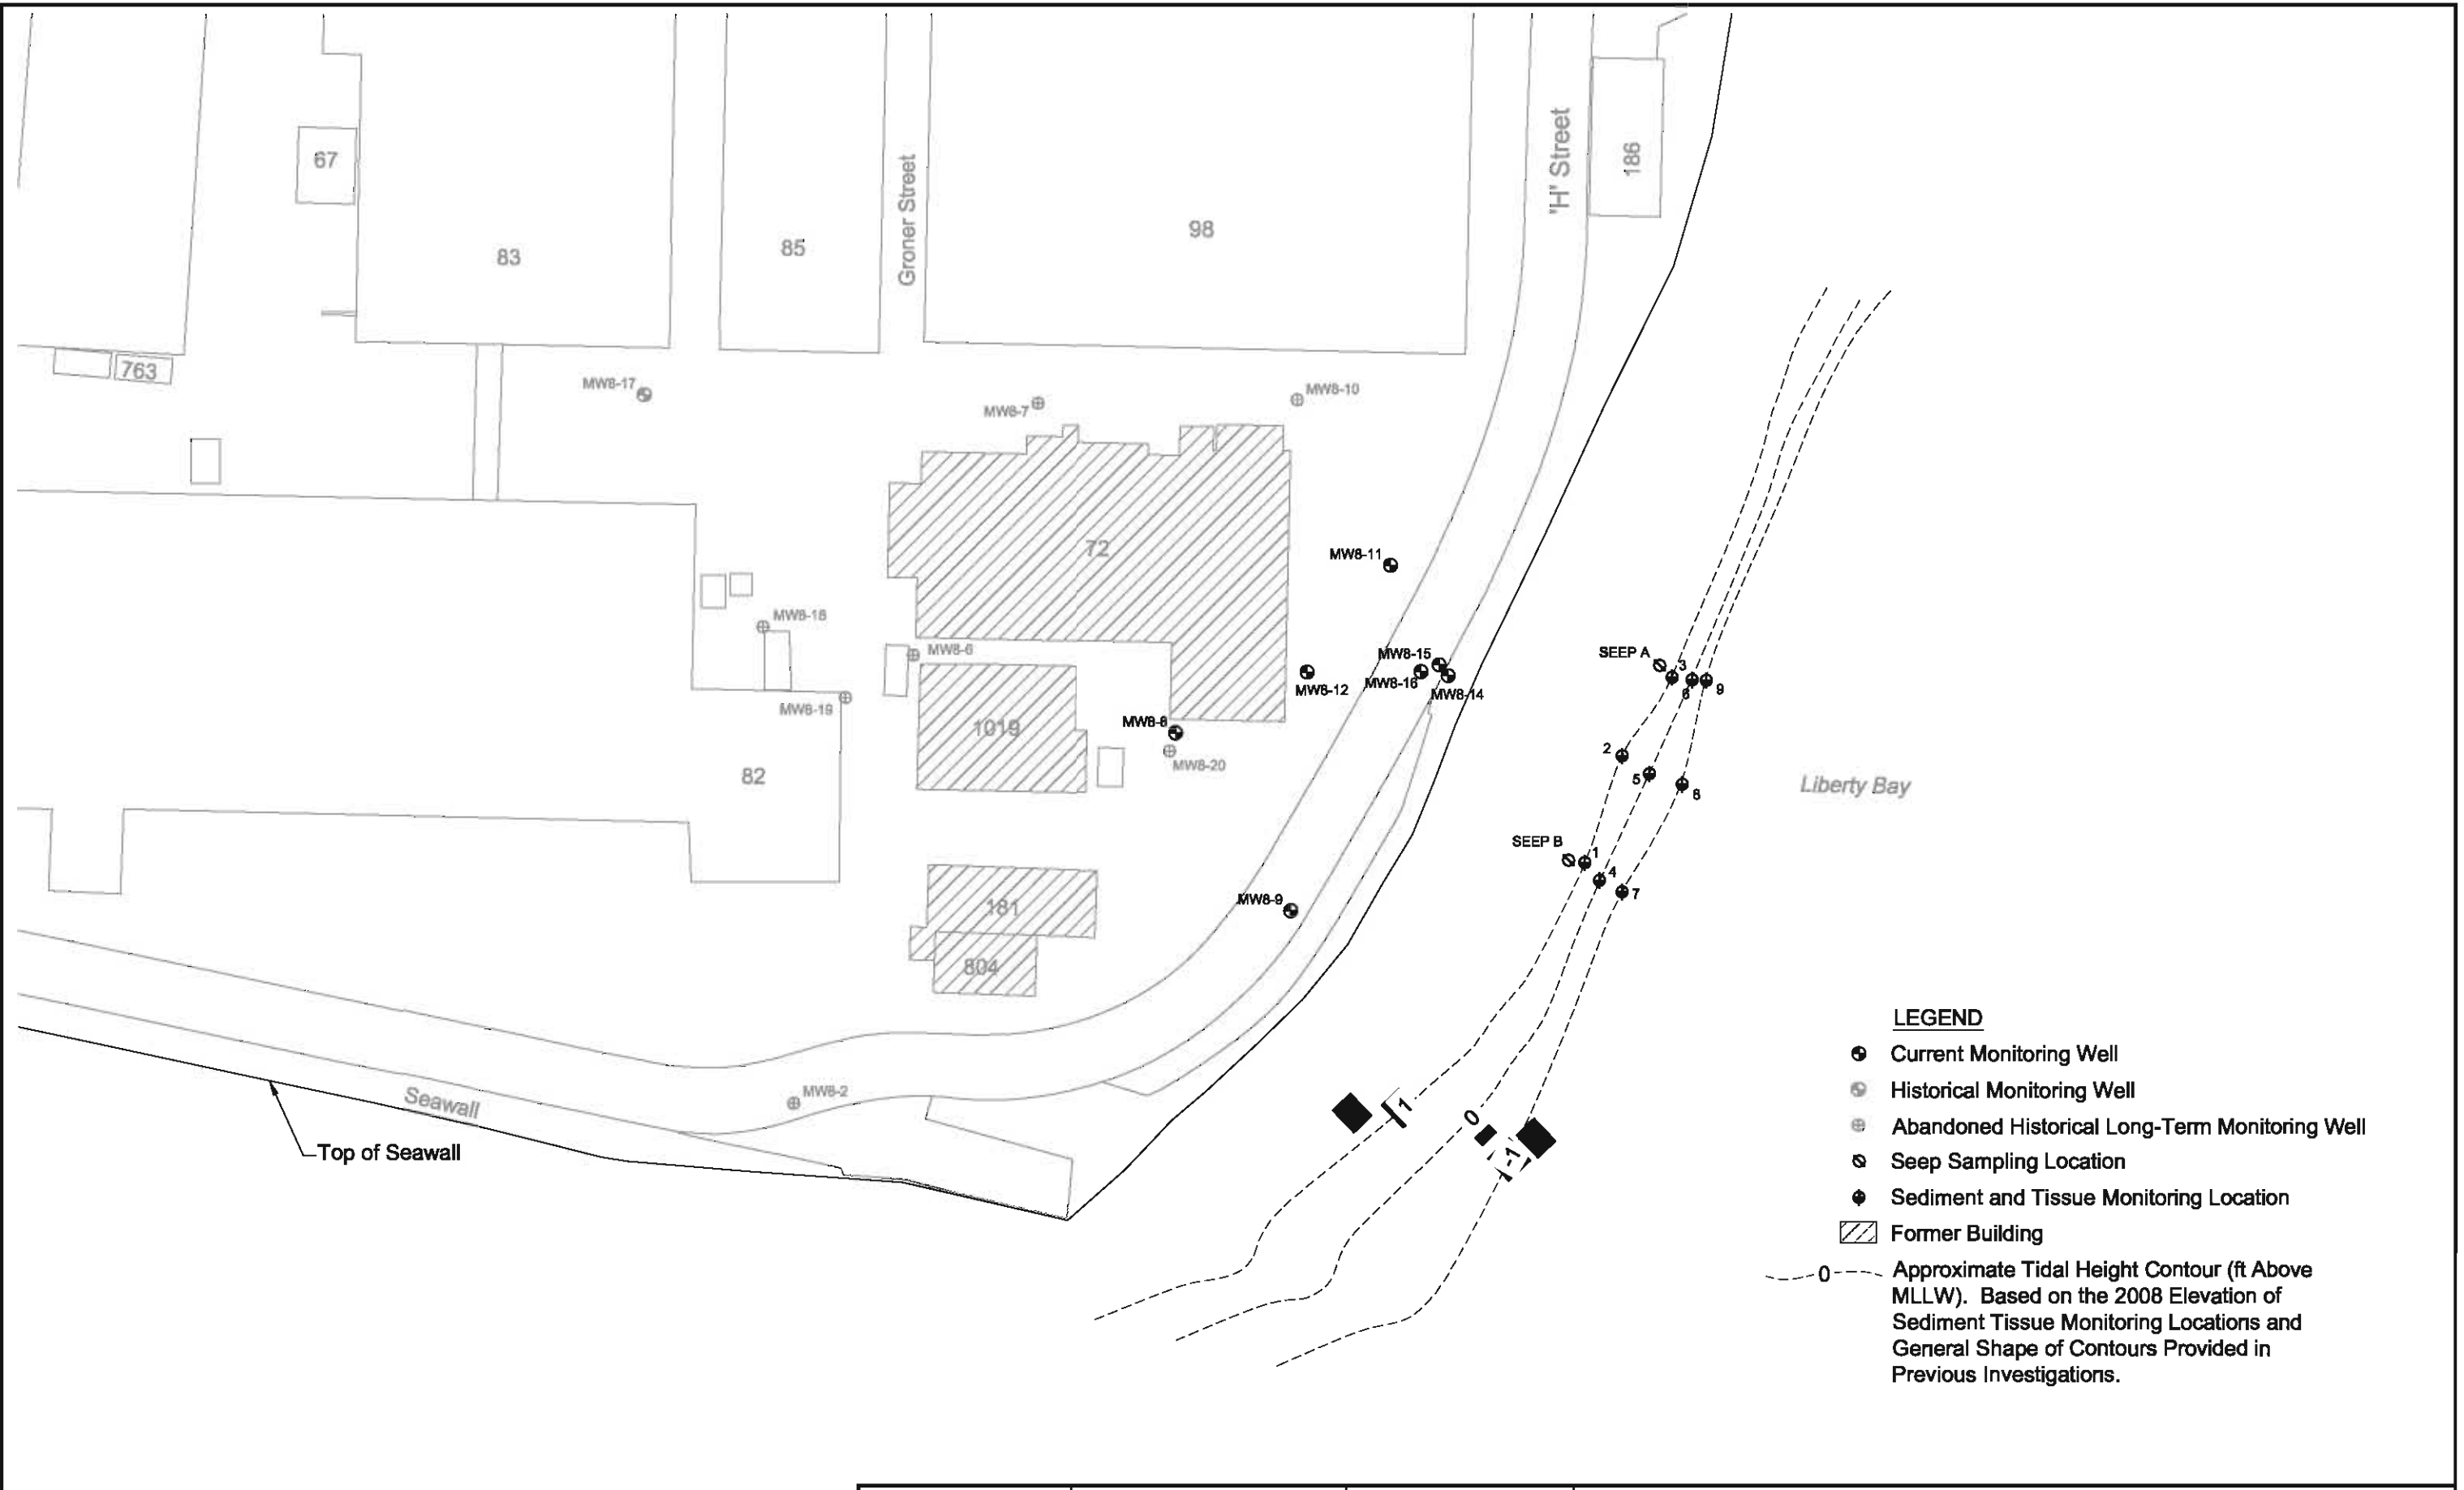 'H' Street
186
67
Groner Street
98
85
83
763
MW8-17
MW8-10
MW8-7
72
MW8-11
MW8-18
MW8-6
SEEP A
3
MW8-15
MW8-16
6
9
MW8-12
MW8-14
MW8-19
MW8-8
1019
2
MW8-20
5
82
Liberty Bay
8
SEEP B
1
4
7
MW8-9
181
804
LEGEND
Current Monitoring Well
Historical Monitoring Well
MW8-2
Seawall
1
0
Abandoned Historical Long-Term Monitoring Well
Top of Seawall
-1
Seep Sampling Location
Sediment and Tissue Monitoring Location
Former Building
0
Approximate Tidal Height Contour (ft Above
MLLW). Based on the 2008 Elevation of
Sediment Tissue Monitoring Locations and
General Shape of Contours Provided in
Previous Investigations.